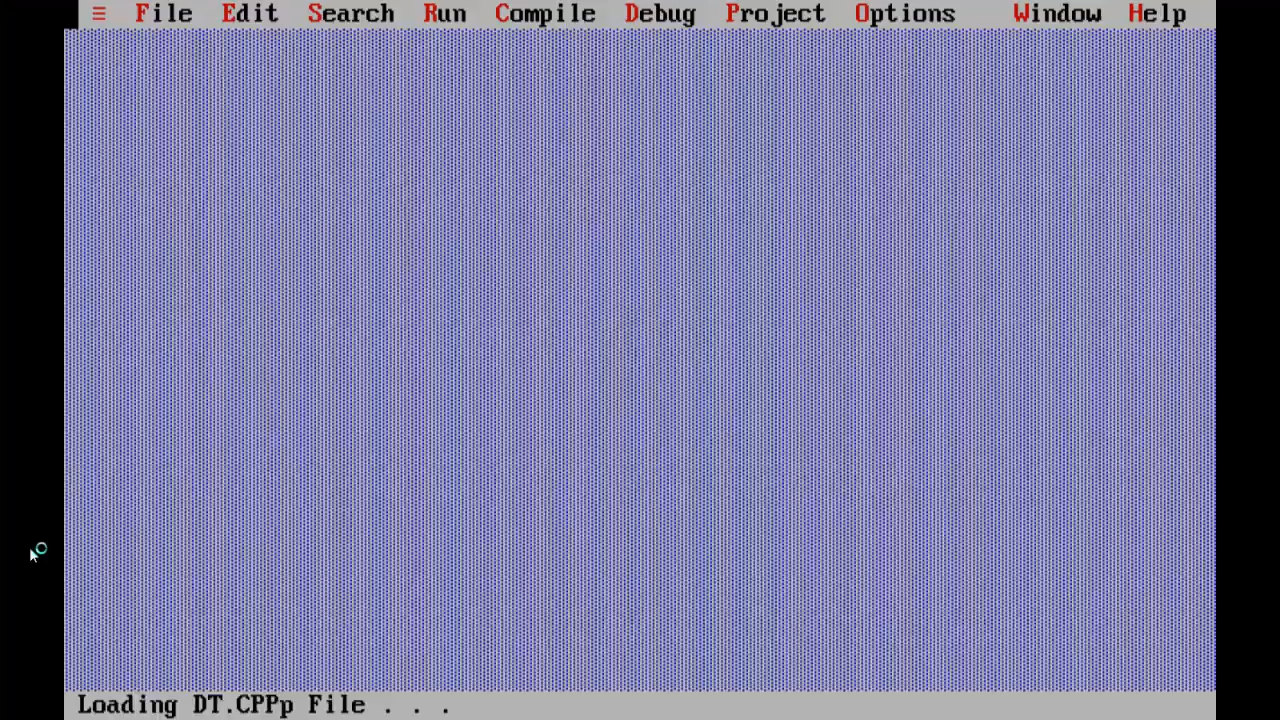 ≡ File Edit Search Run Compile Debug Project Options Window Help
Loading DT.CPPp File . . .